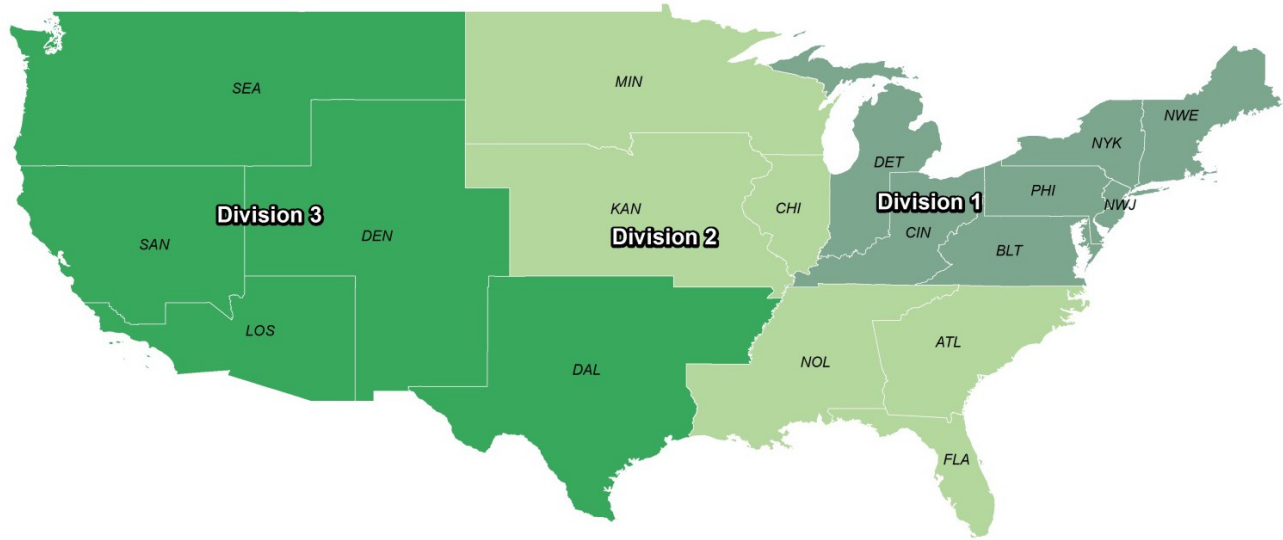 SEA
MIN
NWE
NYK
DET
PHI
NWJ
Division 1
KAN
CHI
Division 3
CIN
DEN
Division 2
SAN
BLT
LOS
ATL
NOL
DAL
FLA